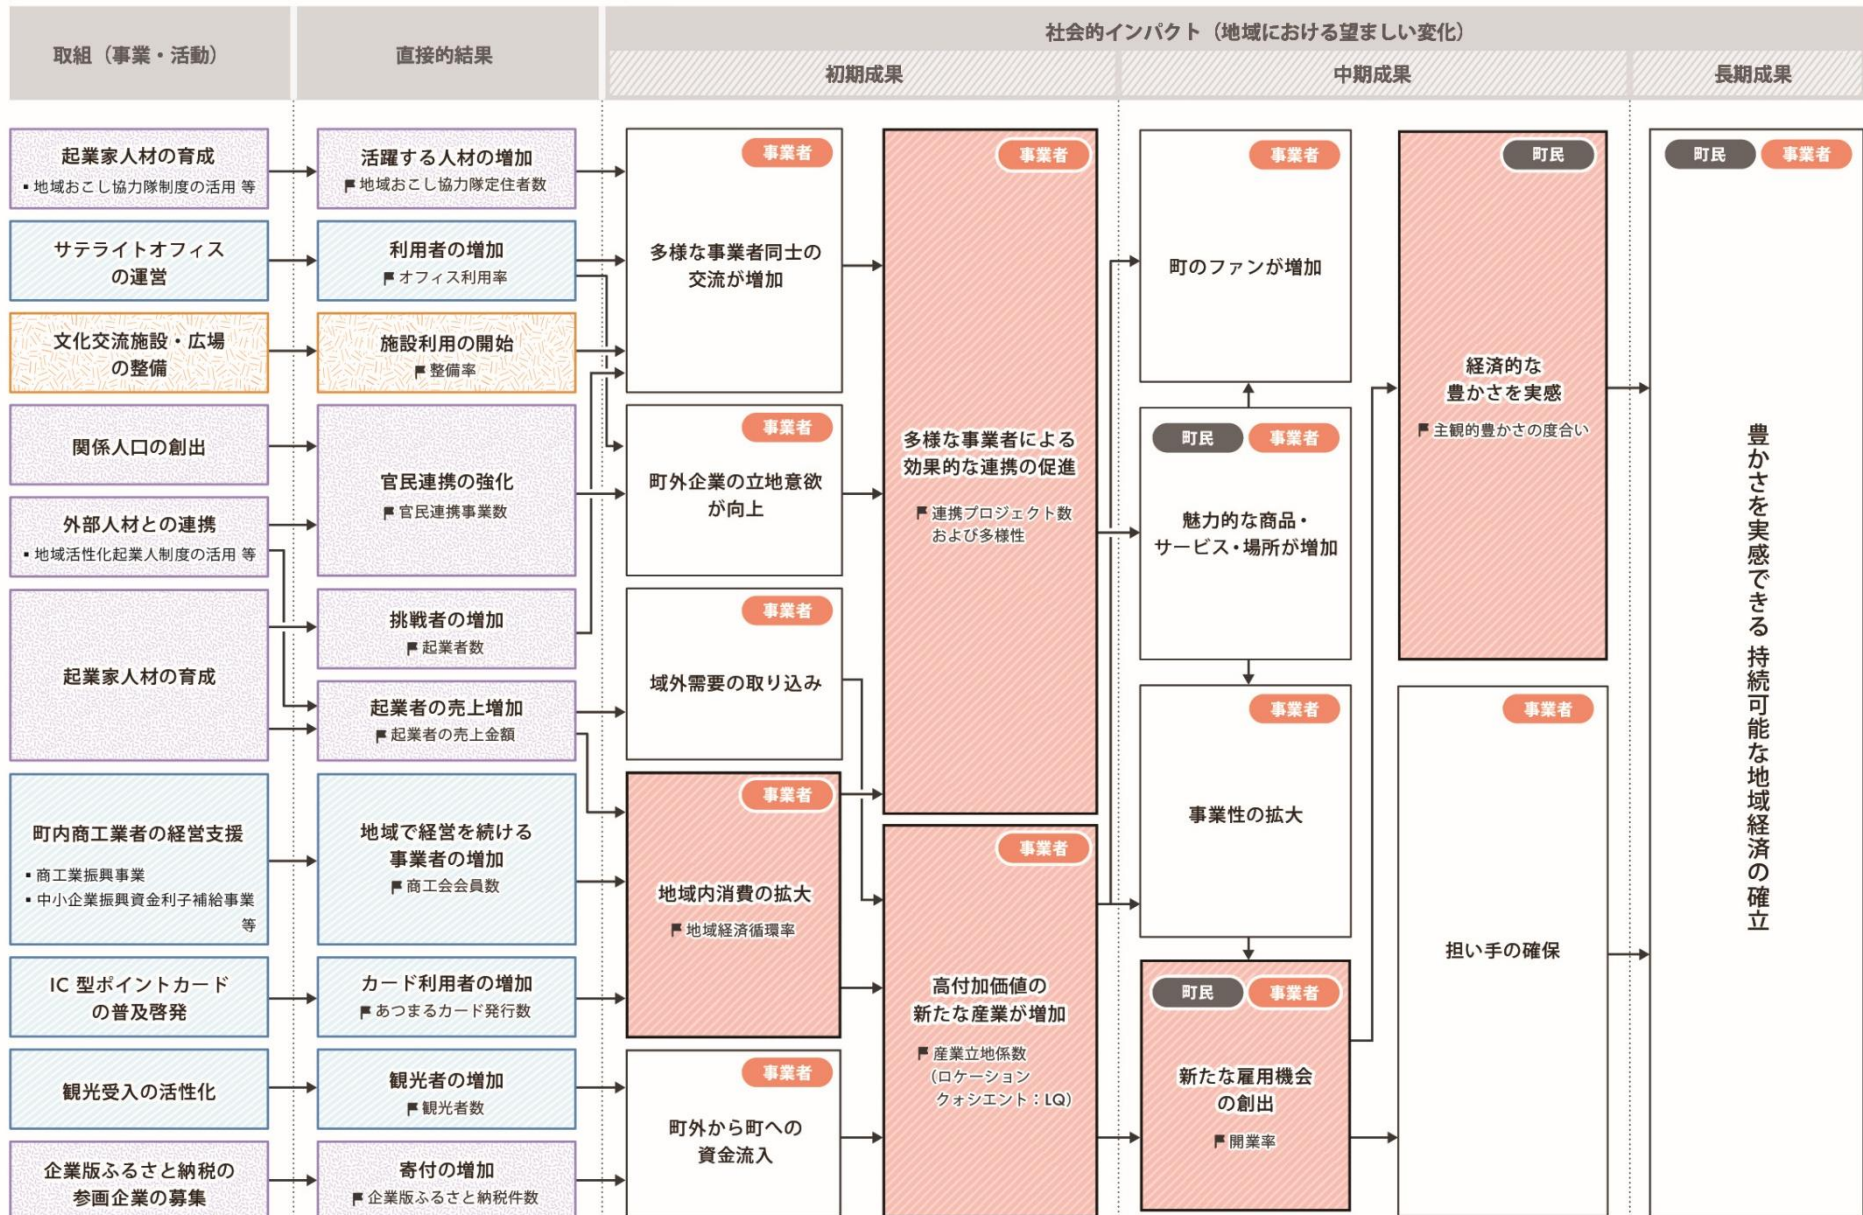 取組（事業・活動）
直接的結果
社会的インパクト（地域における望ましい変化）
初期成果
中期成果
長期成果
起業家人材の育成
▪ 地域おこし協力隊制度の活用 等
サテライトオフィス
の運営
文化交流施設・広場
の整備
関係人口の創出
外部人材との連携
▪ 地域活性化起業人制度の活用 等
起業家人材の育成
町内商工業者の経営支援
▪ 商工業振興事業
▪ 中小企業振興資金利子補給事業
等
IC 型ポイントカード
の普及啓発
観光受入の活性化
企業版ふるさと納税の
参画企業の募集
活躍する人材の増加
地域おこし協力隊定住者数
利用者の増加
オフィス利用率
施設利用の開始
整備率
官民連携の強化
官民連携事業数
挑戦者の増加
起業者数
起業者の売上増加
起業者の売上金額
地域で経営を続ける
事業者の増加
商工会会員数
カード利用者の増加
あつまるカード発行数
観光者の増加
観光者数
寄付の増加
企業版ふるさと納税件数
事業者
多様な事業者同士の
交流が増加
事業者
町外企業の立地意欲
が向上
事業者
域外需要の取り込み
事業者
地域内消費の拡大
地域経済循環率
事業者
町外から町への
資金流入
事業者
多様な事業者による
効果的な連携の促進
連携プロジェクト数
および多様性
事業者
高付加価値の
新たな産業が増加
産業立地係数
（ロケーション
クォシエント：LQ）
事業者
町のファンが増加
町民 事業者
魅力的な商品・
サービス・場所が増加
事業者
事業性の拡大
町民 事業者
新たな雇用機会
の創出
開業率
町民
経済的な
豊かさを実感
主観的豊かさの度合い
事業者
担い手の確保
町民 事業者
豊かさを実感できる 持続可能な地域経済の確立